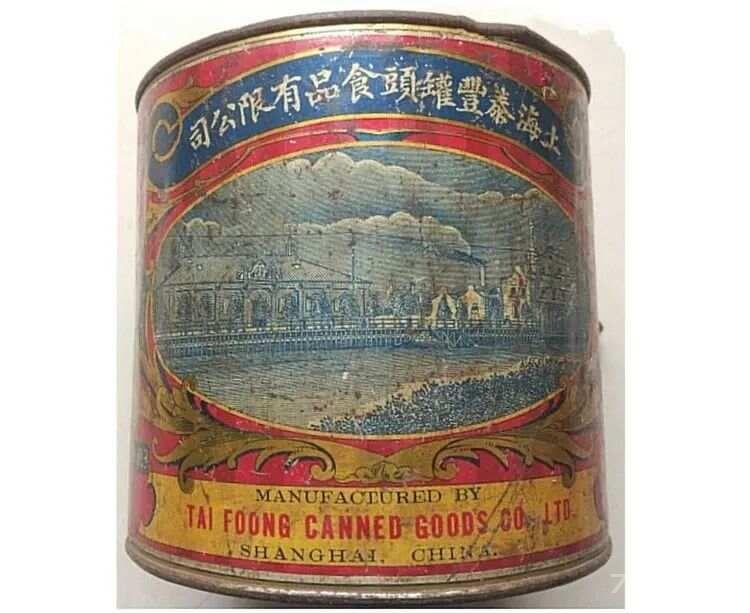 上海泰豐罐頭食品有限公司
MANUFACTURED BY
TAI FOONG CANNED GOODS CO., LTD.
SHANGHAI, CHINA.